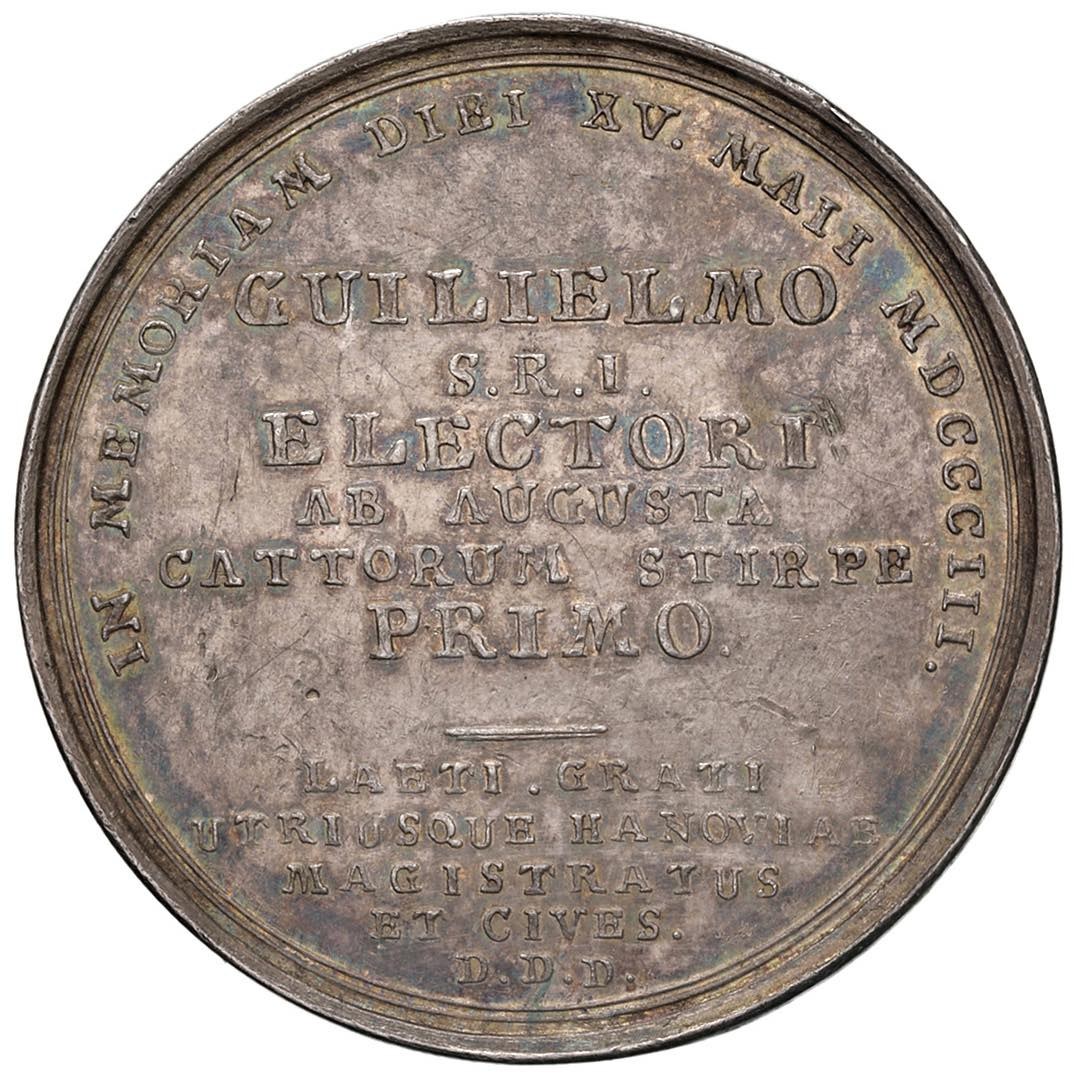 IN MEMORIAM DIEI XV. MAII MDCCCIII.
GUILIELMO
S.R.I.
ELECTORI
AB AUGUSTA
CATTORUM STIRPE
PRIMO.
LAETI.GRATI
UTRIUSQUE HANOVIAE
MAGISTRATUS
ET CIVES.
D.D.D.